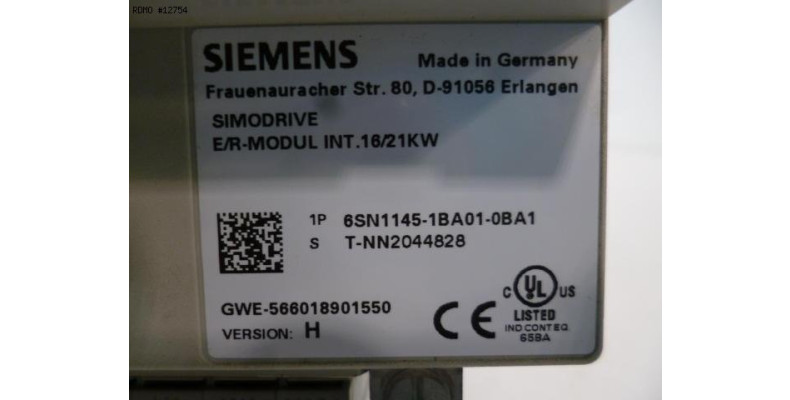 RDMO #12754
SIEMENS Made in Germany
Frauenauracher Str. 80, D-91056 Erlangen
SIMODRIVE
E/R-MODUL INT.16/21KW
1P 6SN1145-1BA01-0BA1
S T-NN2044828
GWE-566018901550
VERSION: H
CE
C UL US
LISTED
IND CONT EQ
65BA